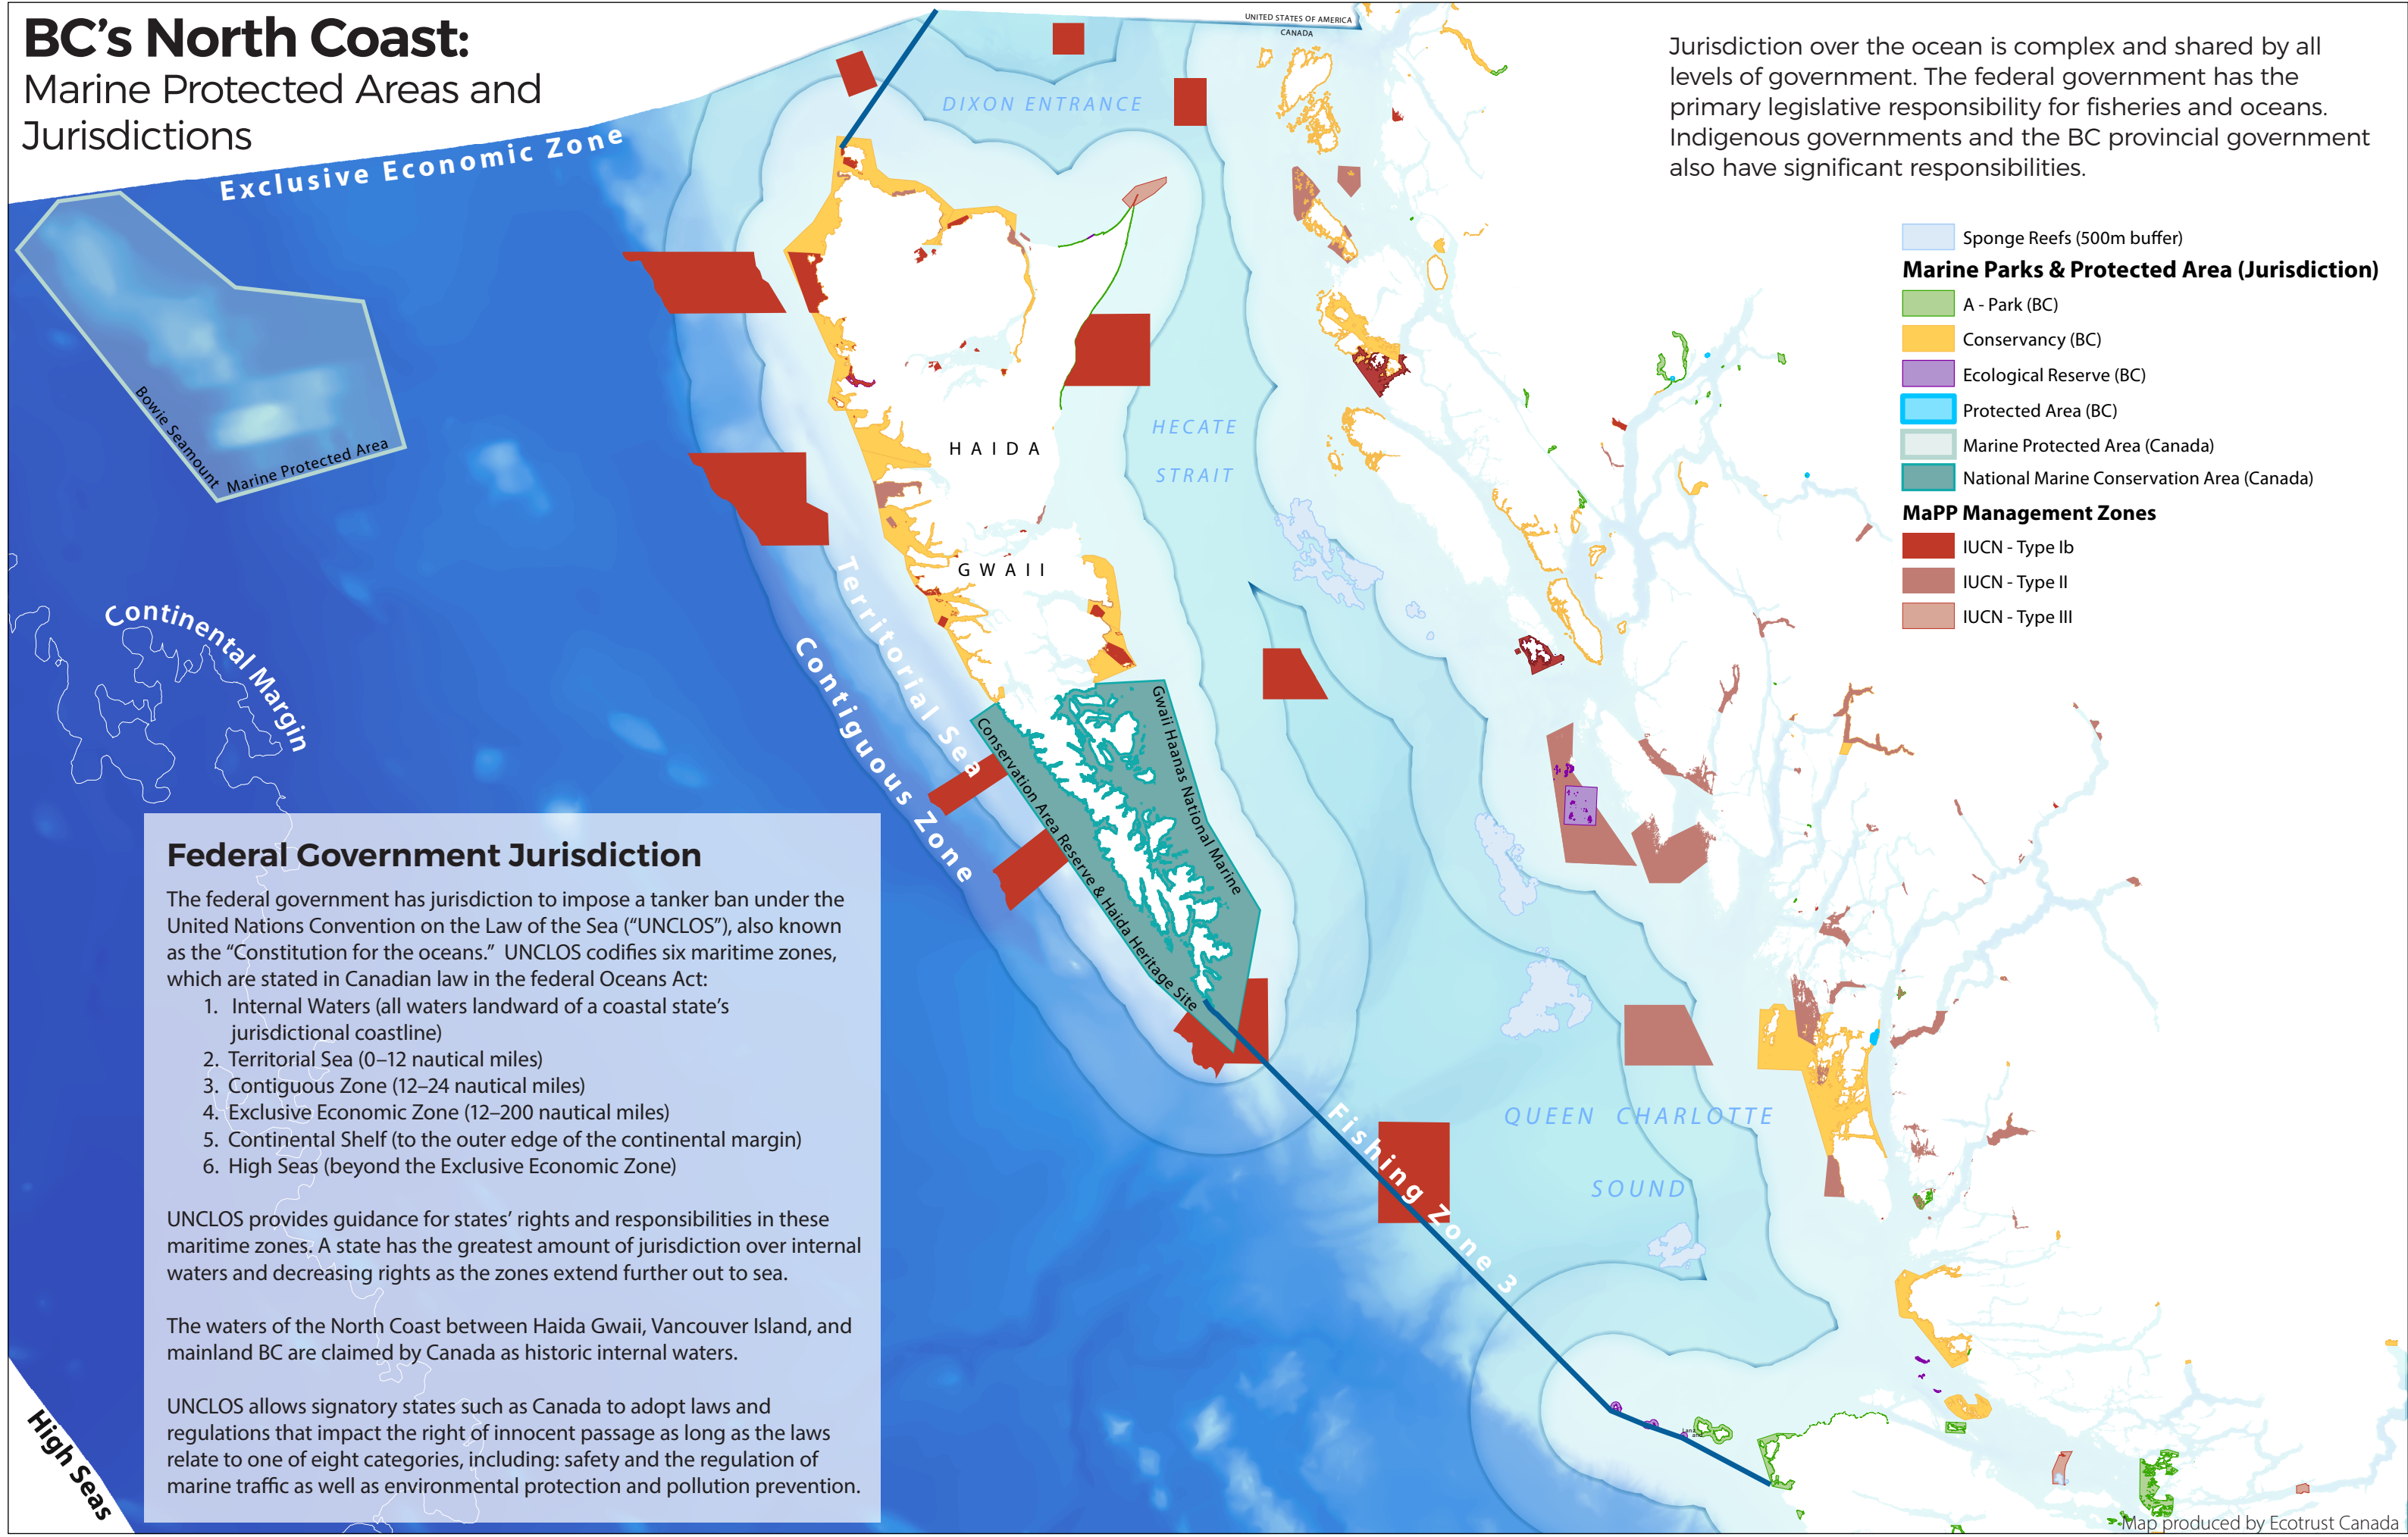 BC's North Coast:
Marine Protected Areas and
Jurisdictions
Jurisdiction over the ocean is complex and shared by all
levels of government. The federal government has the
primary legislative responsibility for fisheries and oceans.
Indigenous governments and the BC provincial government
also have significant responsibilities.
UNITED STATES OF AMERICA
CANADA
DIXON ENTRANCE
Exclusive Economic Zone
Sponge Reefs (500m buffer)
Marine Parks & Protected Area (Jurisdiction)
A - Park (BC)
Conservancy (BC)
Ecological Reserve (BC)
Protected Area (BC)
Marine Protected Area (Canada)
National Marine Conservation Area (Canada)
MaPP Management Zones
IUCN - Type Ib
IUCN - Type II
IUCN - Type III
Bowie Seamount
Marine Protected Area
HECATE
STRAIT
HAIDA
GWAII
Continental Margin
Territorial Sea
Contiguous Zone
Gwaii Haanas National Marine
Conservation Area Reserve & Haida Heritage Site
Federal Government Jurisdiction
The federal government has jurisdiction to impose a tanker ban under the
United Nations Convention on the Law of the Sea ("UNCLOS"), also known
as the "Constitution for the oceans." UNCLOS codifies six maritime zones,
which are stated in Canadian law in the federal Oceans Act:
1. Internal Waters (all waters landward of a coastal state's
jurisdictional coastline)
2. Territorial Sea (0–12 nautical miles)
3. Contiguous Zone (12–24 nautical miles)
4. Exclusive Economic Zone (12–200 nautical miles)
5. Continental Shelf (to the outer edge of the continental margin)
6. High Seas (beyond the Exclusive Economic Zone)
UNCLOS provides guidance for states' rights and responsibilities in these
maritime zones. A state has the greatest amount of jurisdiction over internal
waters and decreasing rights as the zones extend further out to sea.
The waters of the North Coast between Haida Gwaii, Vancouver Island, and
mainland BC are claimed by Canada as historic internal waters.
UNCLOS allows signatory states such as Canada to adopt laws and
regulations that impact the right of innocent passage as long as the laws
relate to one of eight categories, including: safety and the regulation of
marine traffic as well as environmental protection and pollution prevention.
Fishing Zone 3
QUEEN CHARLOTTE
SOUND
High Seas
Map produced by Ecotrust Canada